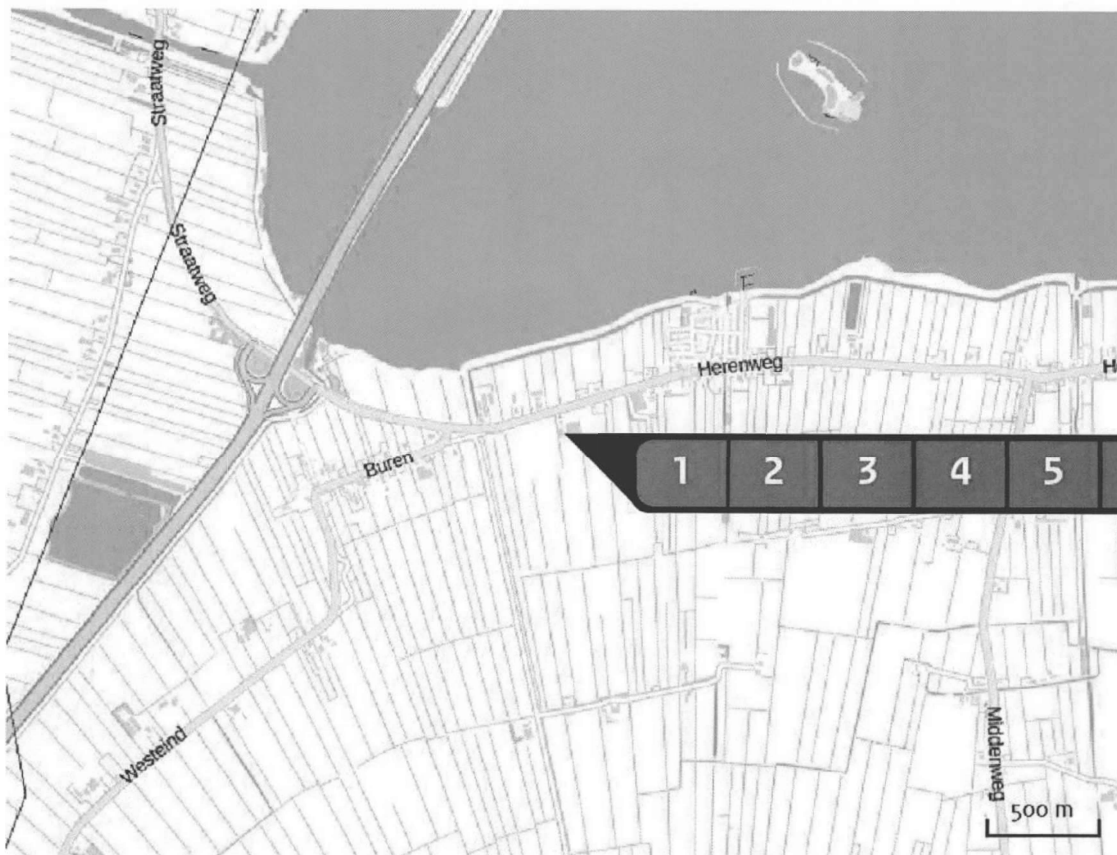 Straatweg
Straatweg
Herenweg
H
Buren
1 2 3 4 5
Westeind
Middenweg
500 m